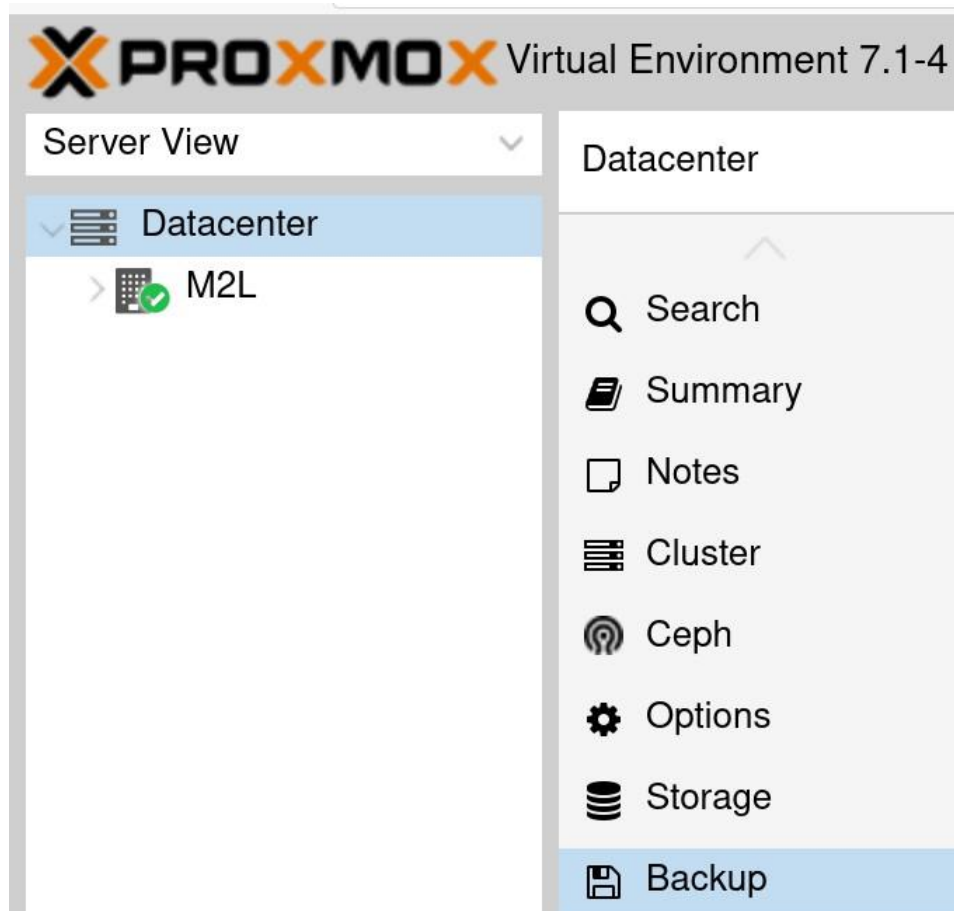 PROXMOX Virtual Environment 7.1-4
Server View
Datacenter
M2L
Datacenter
Search
Summary
Notes
Cluster
Ceph
Options
Storage
Backup